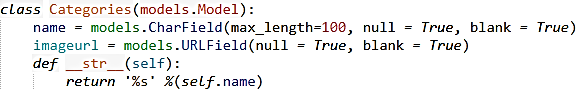 class Categories(models.Model):
    name = models.CharField(max_length=100, null = True, blank = True)
    imageurl = models.URLField(null = True, blank = True)
    def __str__(self):
        return '%s' %(self.name)